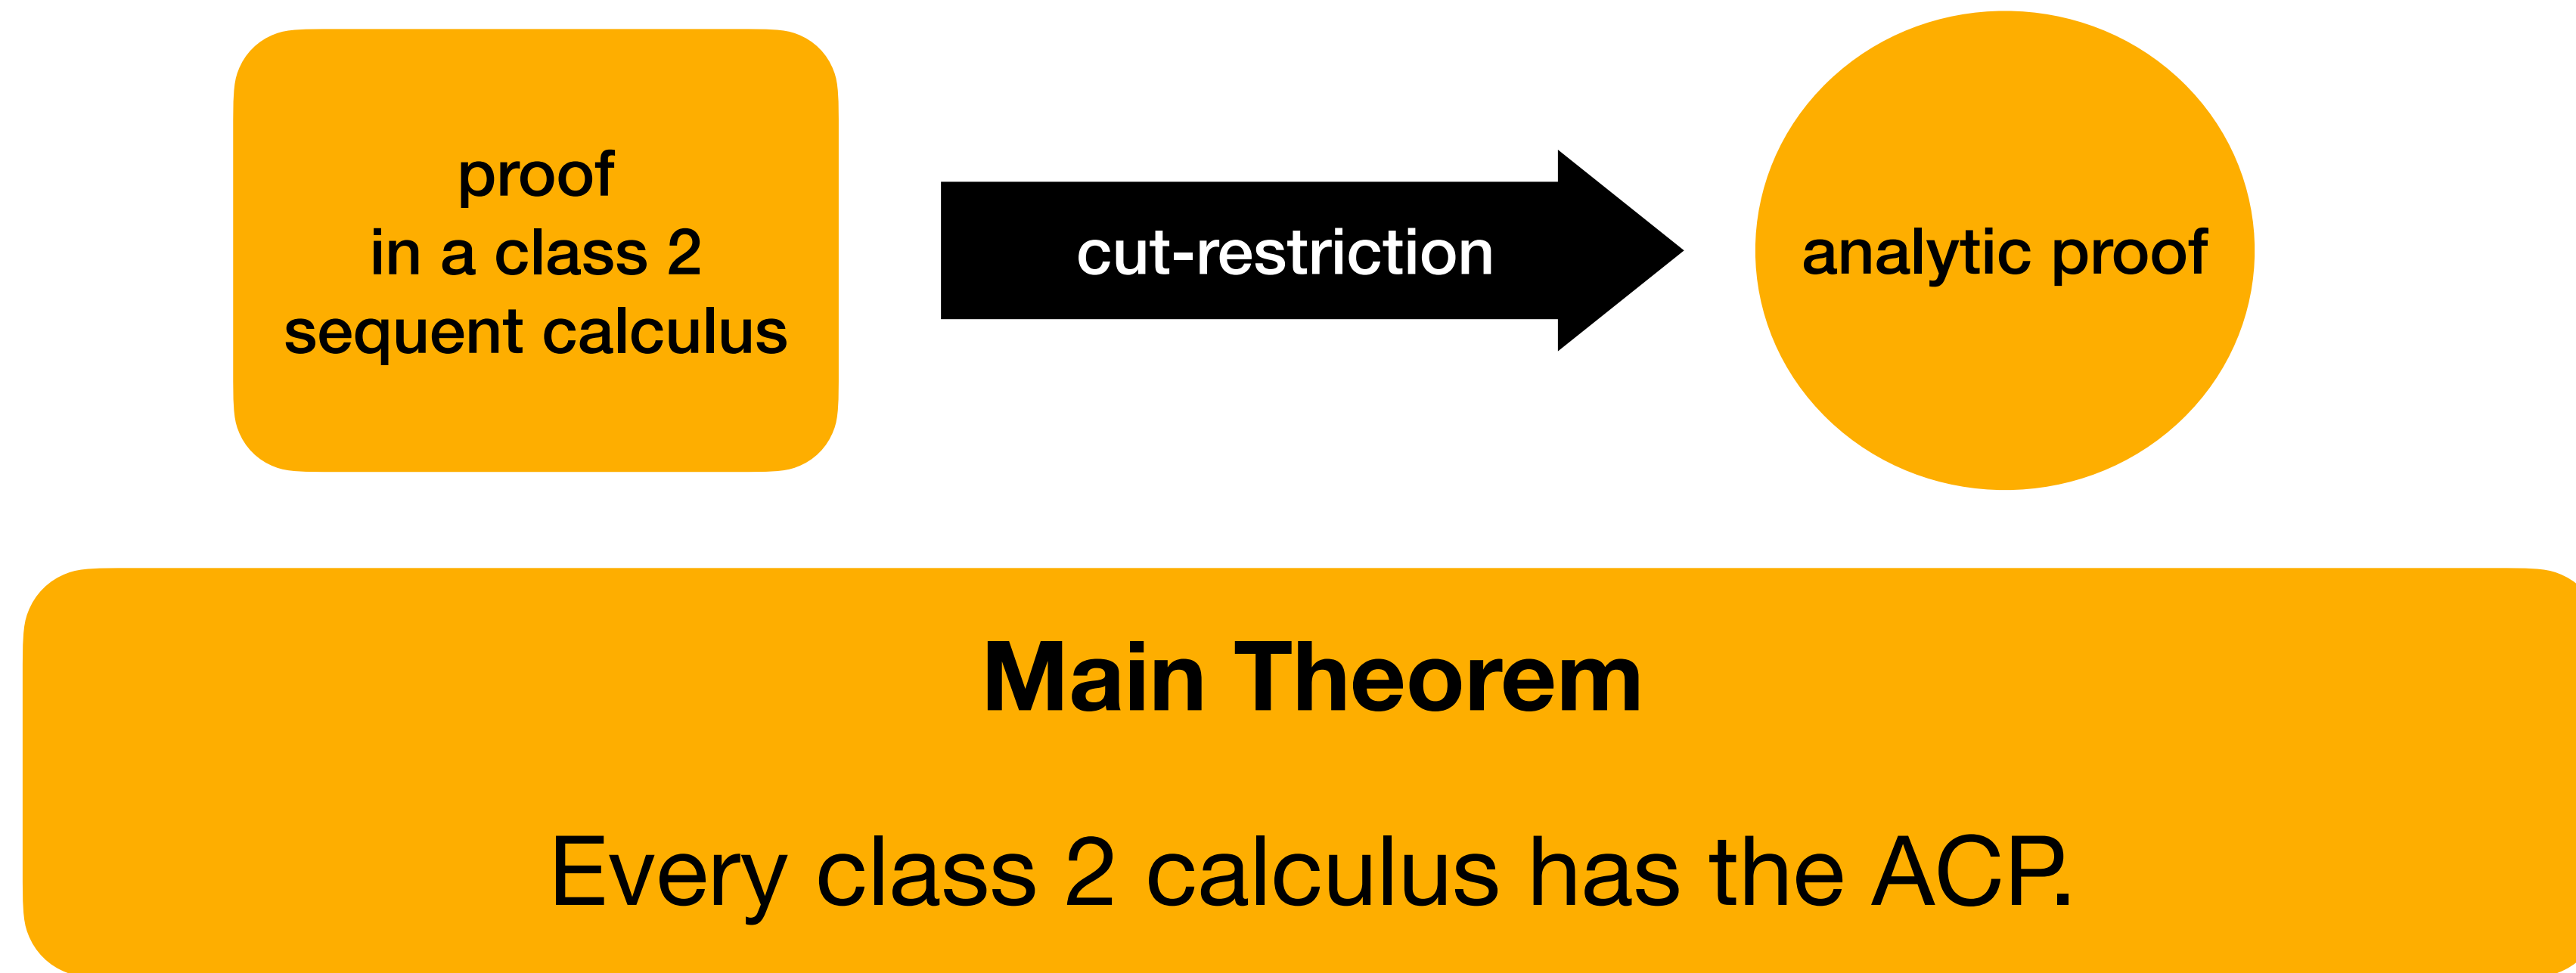 proof
in a class 2
sequent calculus
cut-restriction
analytic proof
Main Theorem
Every class 2 calculus has the ACP.